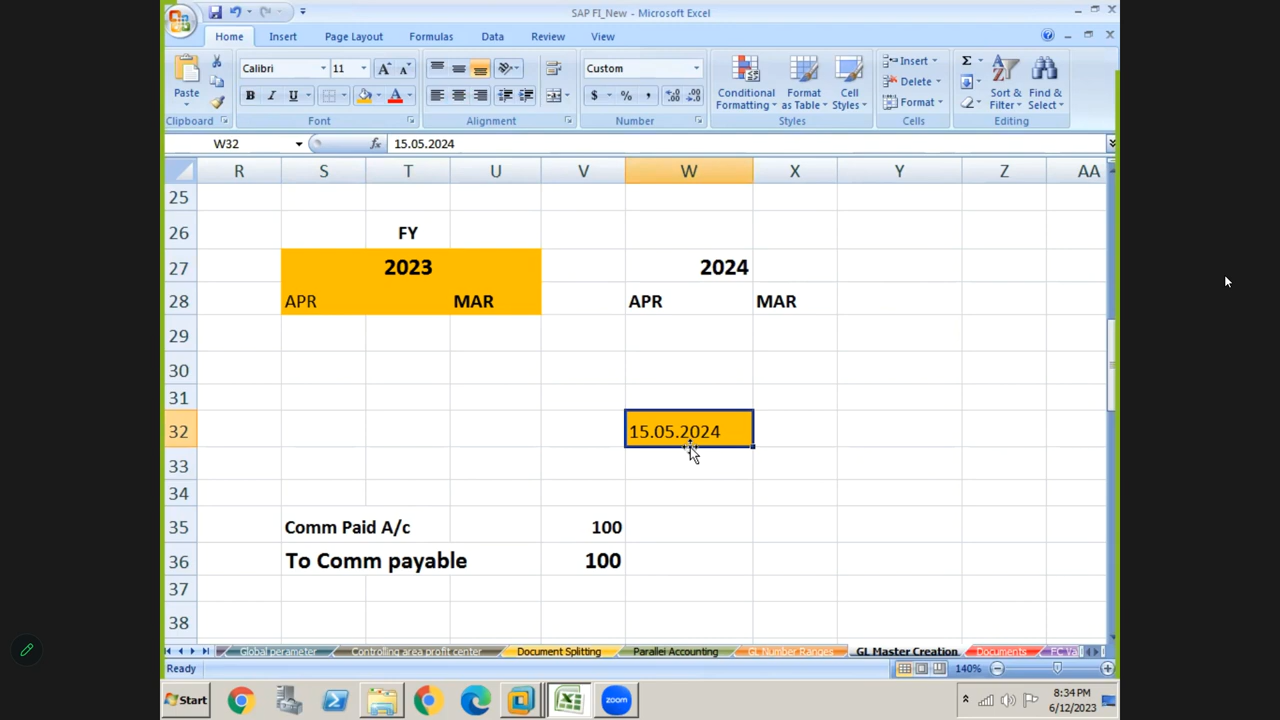 SAP FI_New - Microsoft Excel
Home Insert Page Layout Formulas Data Review View
Paste
Calibri 11 A A
B I U A
Custom
$ % ,
Conditional Formatting
Format as Table
Cell Styles
Insert
Delete
Format
Σ
Sort & Filter
Find & Select
Clipboard Font Alignment Number Styles Cells Editing
W32 fx 15.05.2024
R S T U V W X Y Z AA
25
26 FY
27 2023 2024
28 APR MAR APR MAR
29
30
31
32 15.05.2024
33
34
35 Comm Paid A/c 100
36 To Comm payable 100
37
38
Global perameter Controlling area profit center Document Splitting Parallel Accounting GL Number Ranges GL Master Creation Documents FC Va
Ready 140%
Start zoom 8:34 PM
6/12/2023